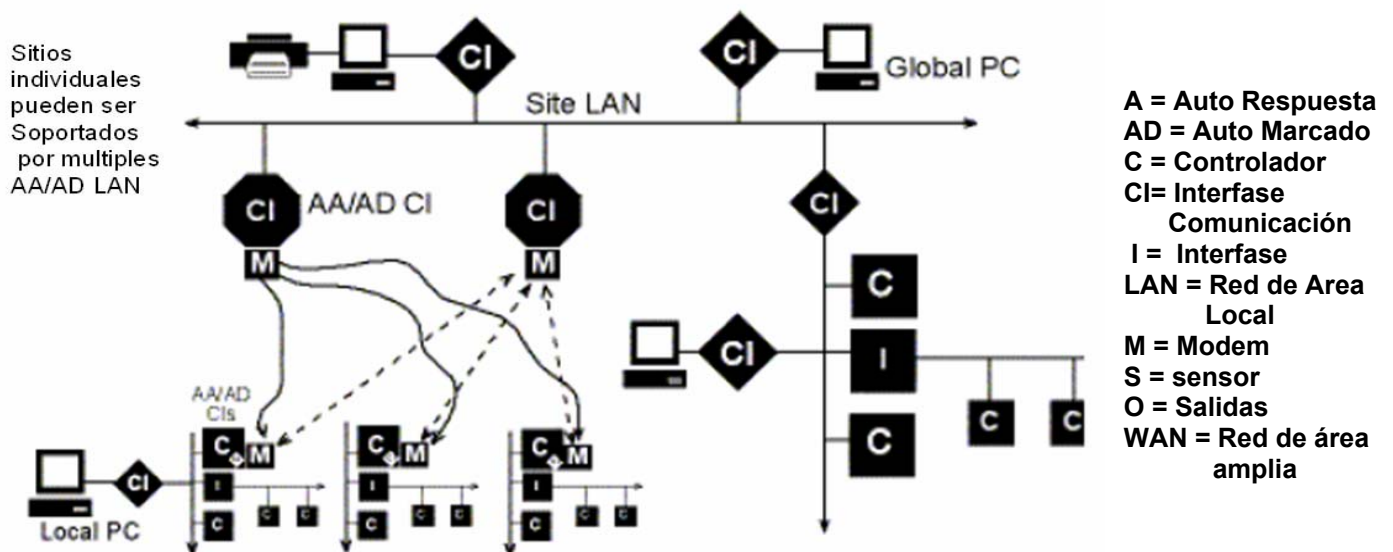 Sitios
individuales
pueden ser
Soportados
por multiples
AA/AD LAN
CI
CI
Global PC
Site LAN
CI
AA/AD CI
CI
CI
M
M
C
I
C
CI
C
C
AA/AD
CIs
C
M
C
M
C
M
CI
I
I
I
C
C
C
C
C
C
C
C
C
Local PC
A = Auto Respuesta
AD = Auto Marcado
C = Controlador
CI= Interfase
Comunicación
I = Interfase
LAN = Red de Area
Local
M = Modem
S = sensor
O = Salidas
WAN = Red de área
amplia